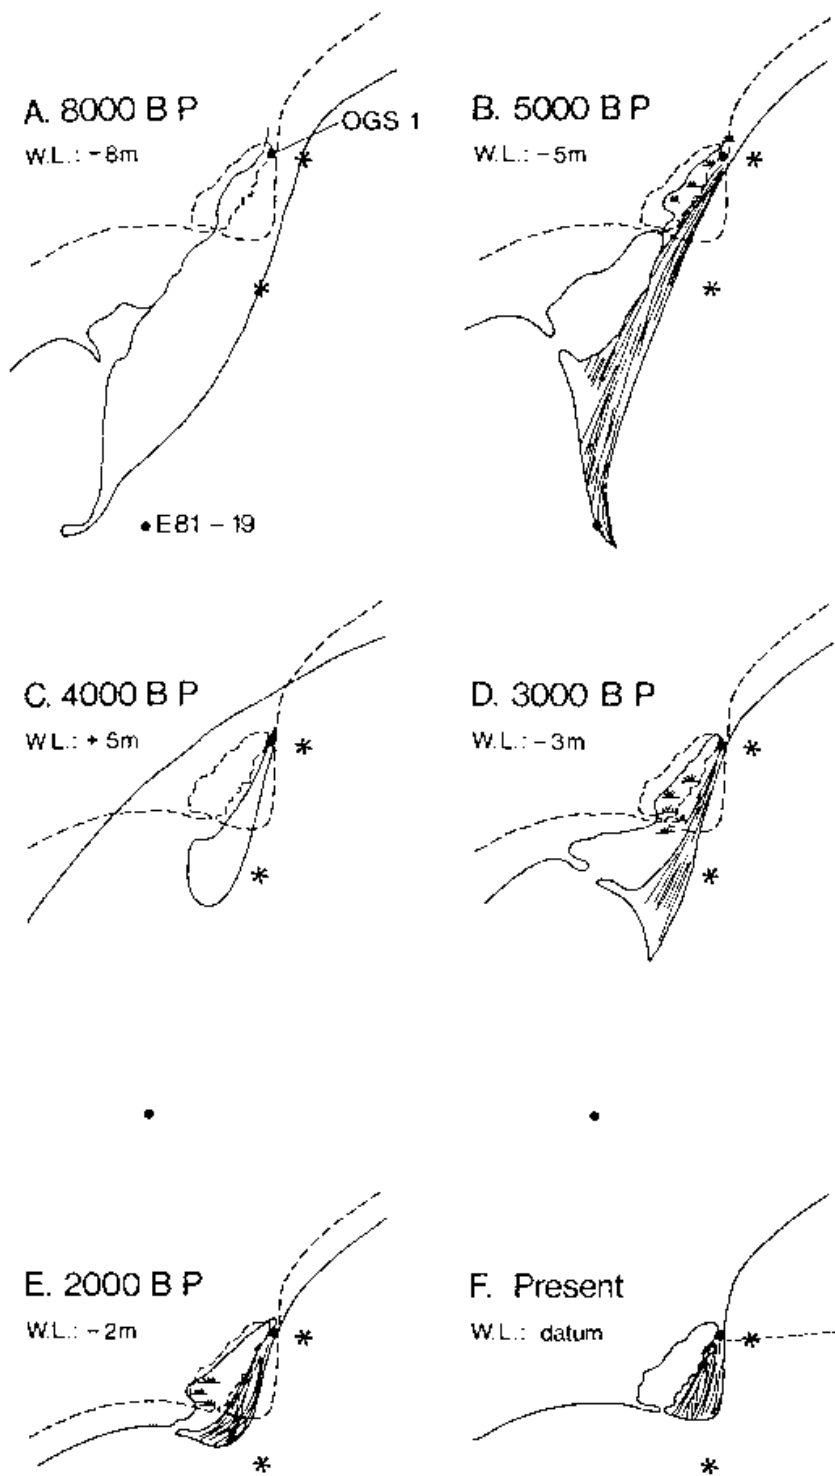 A. 8000 B P
W.L.: -8m
OGS 1
E81 - 19
B. 5000 B P
W.L.: -5m
C. 4000 B P
W.L.: + 5m
D. 3000 B P
W.L.: -3m
E. 2000 B P
W.L.: -2m
F. Present
W.L.: datum